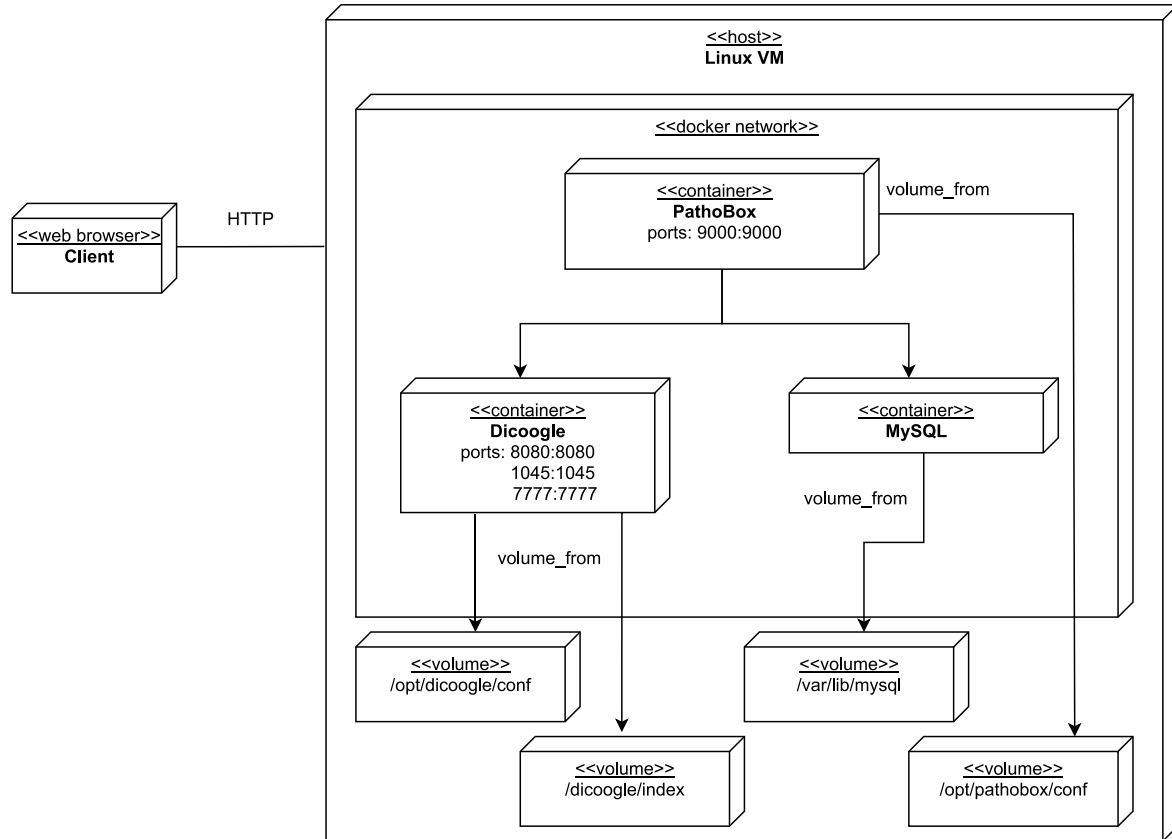 <<host>>
Linux VM
<<docker network>>
<<container>>
PathoBox
ports: 9000:9000
volume_from
HTTP
<<web browser>>
Client
<<container>>
Dicoogle
ports: 8080:8080
1045:1045
7777:7777
<<container>>
MySQL
volume_from
volume_from
<<volume>>
/opt/dicoogle/conf
<<volume>>
/var/lib/mysql
<<volume>>
/dicoogle/index
<<volume>>
/opt/pathobox/conf